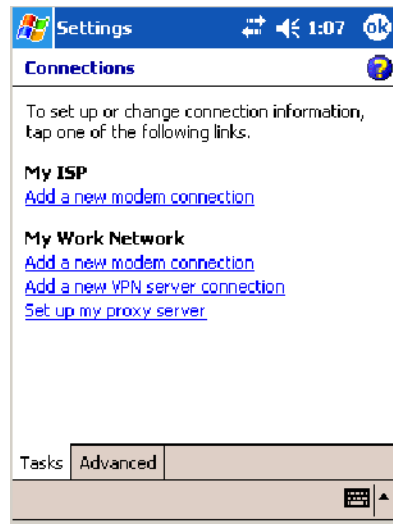 Settings 1:07 ok
Connections ?
To set up or change connection information,
tap one of the following links.
My ISP
Add a new modem connection
My Work Network
Add a new modem connection
Add a new VPN server connection
Set up my proxy server
Tasks Advanced